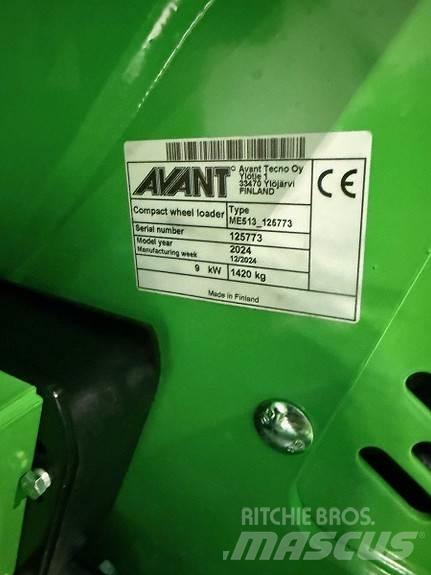 AVANT
Avant Tecno Oy
Ylötie 1
33470 Ylöjärvi
FINLAND
CE
Compact wheel loader Type
ME513_125773
Serial number 125773
Model year 2024
Manufacturing week 12/2024
9 kW 1420 kg
Made in Finland
RITCHIE BROS.
MASCUS